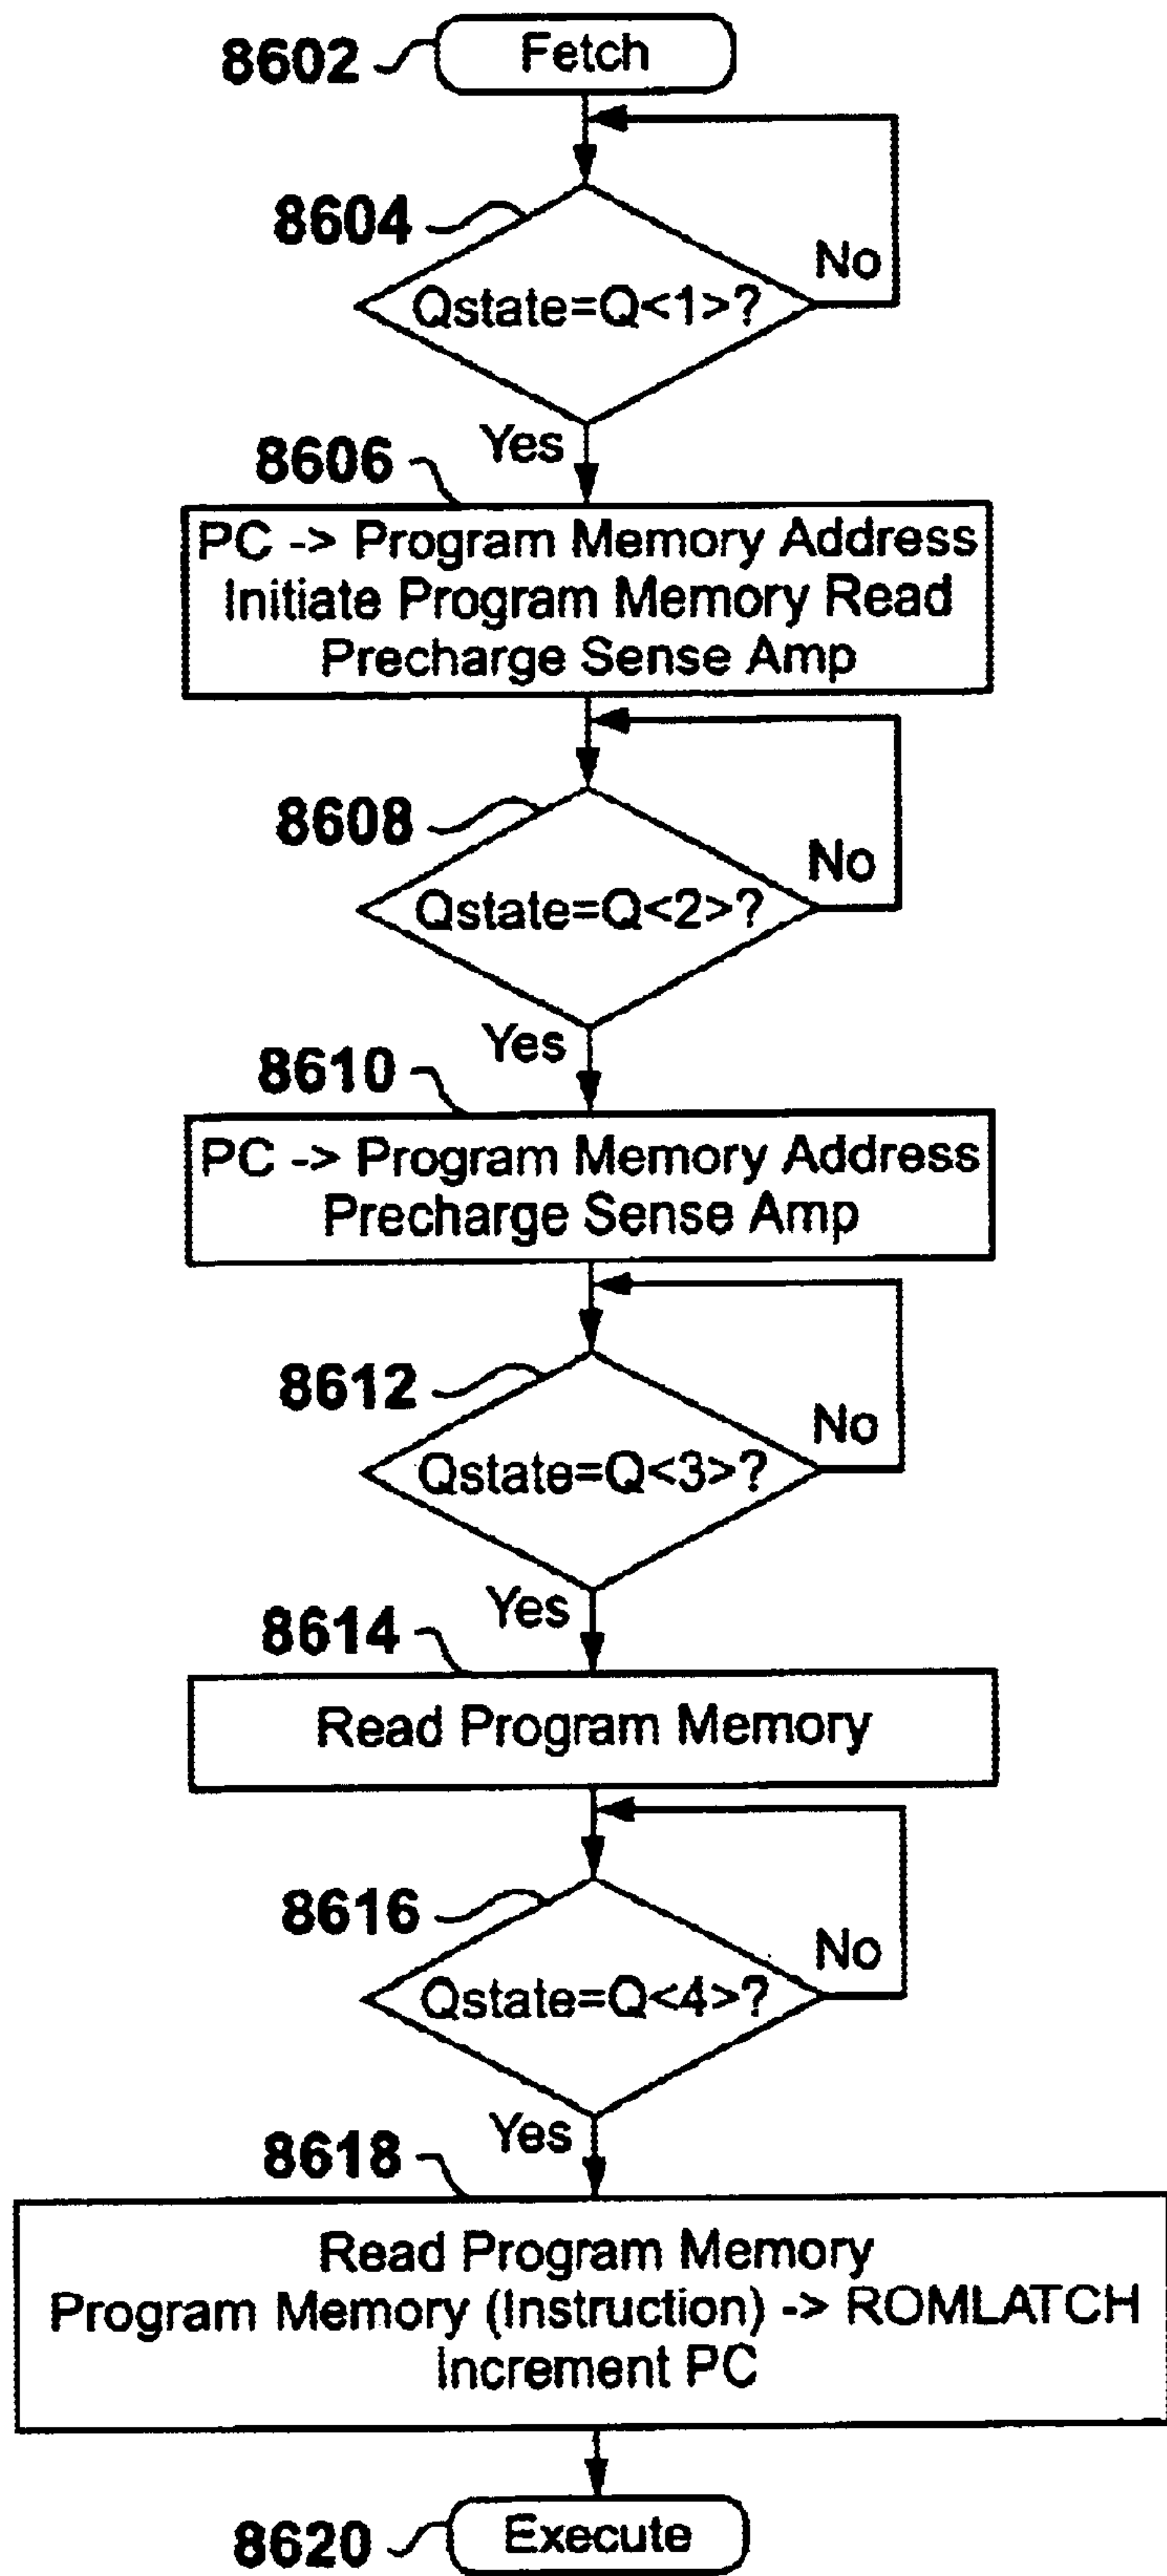 8602
Fetch
8604
No
Qstate=Q<1>?
Yes
8606
PC -> Program Memory Address
Initiate Program Memory Read
Precharge Sense Amp
8608
No
Qstate=Q<2>?
Yes
8610
PC -> Program Memory Address
Precharge Sense Amp
8612
No
Qstate=Q<3>?
Yes
8614
Read Program Memory
8616
No
Qstate=Q<4>?
Yes
8618
Read Program Memory
Program Memory (Instruction) -> ROMLATCH
Increment PC
8620
Execute